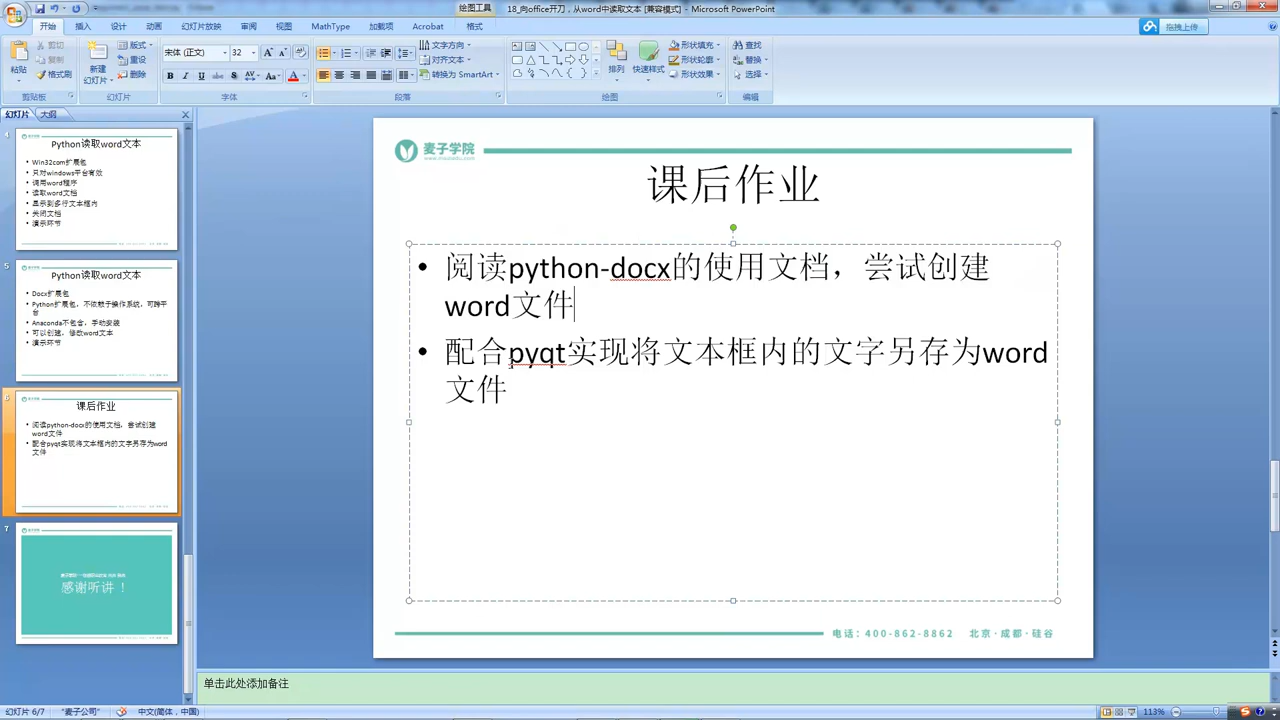 绘图工具
18_向office开刀，从word中读取文本 [兼容模式] - Microsoft PowerPoint
开始 插入 设计 动画 幻灯片放映 审阅 视图 MathType 加载项 Acrobat 格式
拖拽上传
粘贴 剪切 复制 格式刷
剪贴板
新建
幻灯片 版式 重设 删除
幻灯片
宋体 (正文) 32
字体
文字方向 对齐文本 转换为 SmartArt
段落
排列 快速样式 形状填充 形状轮廓 形状效果
绘图
查找 替换 选择
编辑
幻灯片 大纲
4
Python读取word文本
Win32com扩展包
只对windows平台有效
调用word程序
读取word文档
显示到多行文本框内
关闭文档
演示环节
5
Python读取word文本
Docx扩展包
Python扩展包，不依赖于操作系统，可跨平
台
Anaconda不包含，手动安装
可以创建、修改word文本
演示环节
6
课后作业
阅读python-docx的使用文档，尝试创建
word文件
配合pyqt实现将文本框内的文字另存为word
文件
7
感谢听讲！
麦子学院
www.maiziedu.com
课后作业
• 阅读python-docx的使用文档，尝试创建
word文件
• 配合pyqt实现将文本框内的文字另存为word
文件
电话：400-862-8862 北京·成都·硅谷
单击此处添加备注
幻灯片 6/7 "麦子公司" 中文(简体，中国) 113%